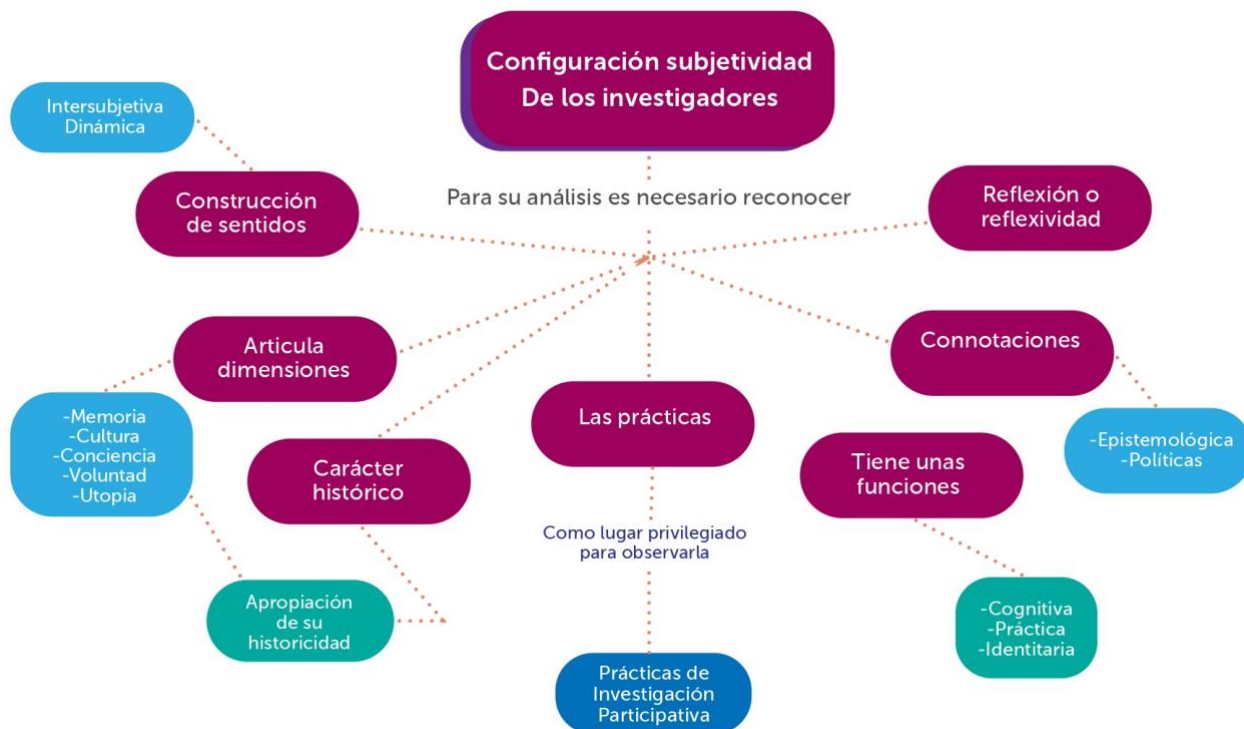 Configuración subjetividad
De los investigadores
Intersubjetiva
Dinámica
Construcción
de sentidos
Para su análisis es necesario reconocer
Reflexión o
reflexividad
Articula
dimensiones
Connotaciones
-Memoria
-Cultura
-Conciencia
-Voluntad
-Utopia
Carácter
histórico
Las prácticas
Tiene unas
funciones
-Epistemológica
-Políticas
Como lugar privilegiado
para observarla
Apropiación
de su
historicidad
-Cognitiva
-Práctica
-Identitaria
Prácticas de
Investigación
Participativa